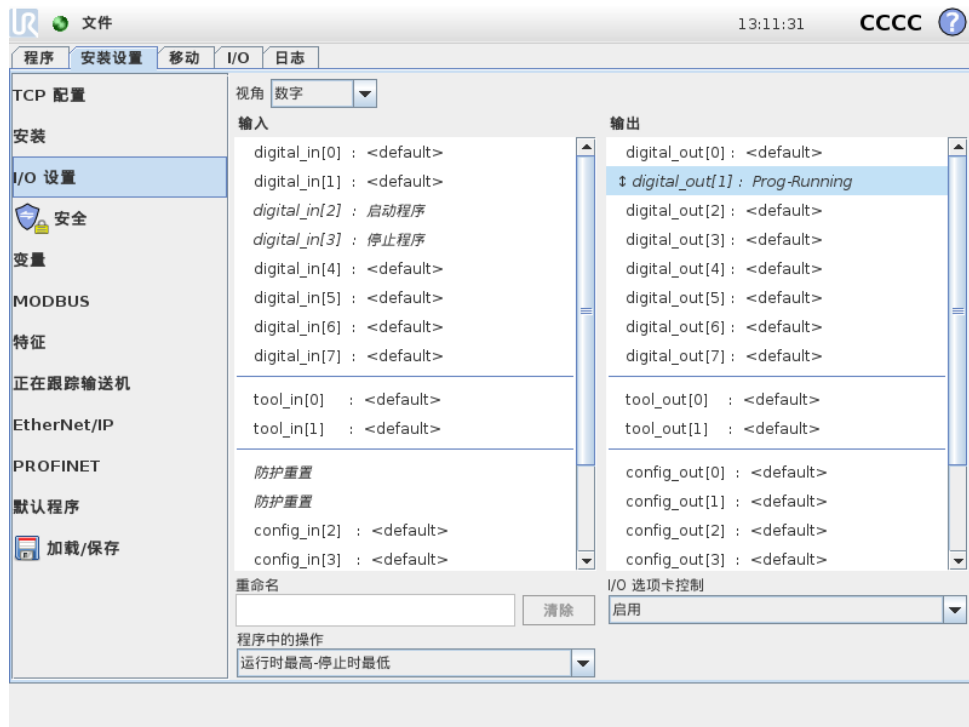 UR 文件 13:11:31 CCCC ?
程序 安装设置 移动 I/O 日志
TCP 配置
安装
I/O 设置
安全
变量
MODBUS
特征
正在跟踪输送机
EtherNet/IP
PROFINET
默认程序
加载/保存
视角 数字
输入
digital_in[0] : <default>
digital_in[1] : <default>
digital_in[2] : 启动程序
digital_in[3] : 停止程序
digital_in[4] : <default>
digital_in[5] : <default>
digital_in[6] : <default>
digital_in[7] : <default>
tool_in[0] : <default>
tool_in[1] : <default>
防护重置
防护重置
config_in[2] : <default>
config_in[3] : <default>
重命名
清除
程序中的操作
运行时最高-停止时最低
输出
digital_out[0] : <default>
↕ digital_out[1] : Prog-Running
digital_out[2] : <default>
digital_out[3] : <default>
digital_out[4] : <default>
digital_out[5] : <default>
digital_out[6] : <default>
digital_out[7] : <default>
tool_out[0] : <default>
tool_out[1] : <default>
config_out[0] : <default>
config_out[1] : <default>
config_out[2] : <default>
config_out[3] : <default>
I/O 选项卡控制
启用